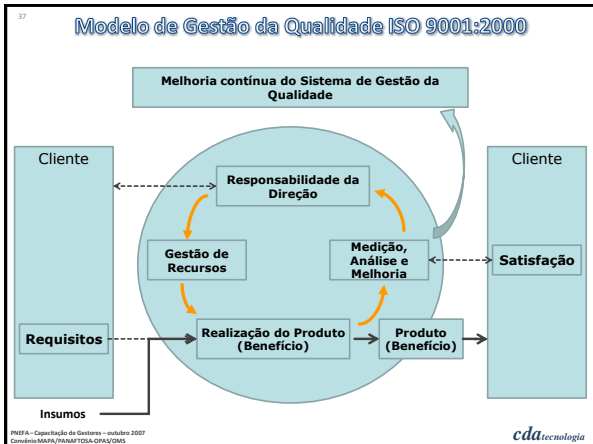 37
Modelo de Gestão da Qualidade ISO 9001:2000
Melhoria contínua do Sistema de Gestão da
Qualidade
Cliente
Cliente
Responsabilidade da
Direção
Gestão de
Recursos
Medição,
Análise e
Melhoria
Satisfação
Requisitos
Realização do Produto
(Benefício)
Produto
(Benefício)
Insumos
PNEFA – Capacitação de Gestores – outubro 2007
Convênio MAPA/PANAFTOSA-OPAS/OMS
cdatecnologia